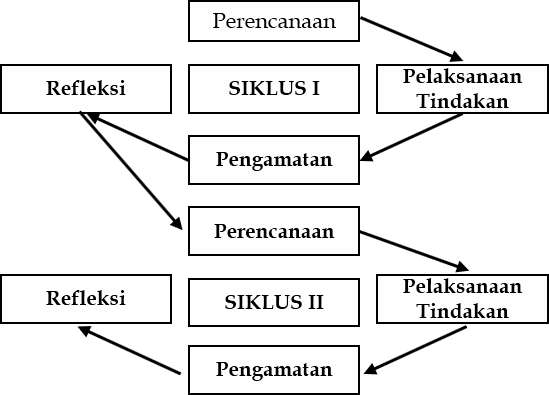 Perencanaan
Refleksi
SIKLUS I
Pelaksanaan
Tindakan
Pengamatan
Perencanaan
Refleksi
SIKLUS II
Pelaksanaan
Tindakan
Pengamatan